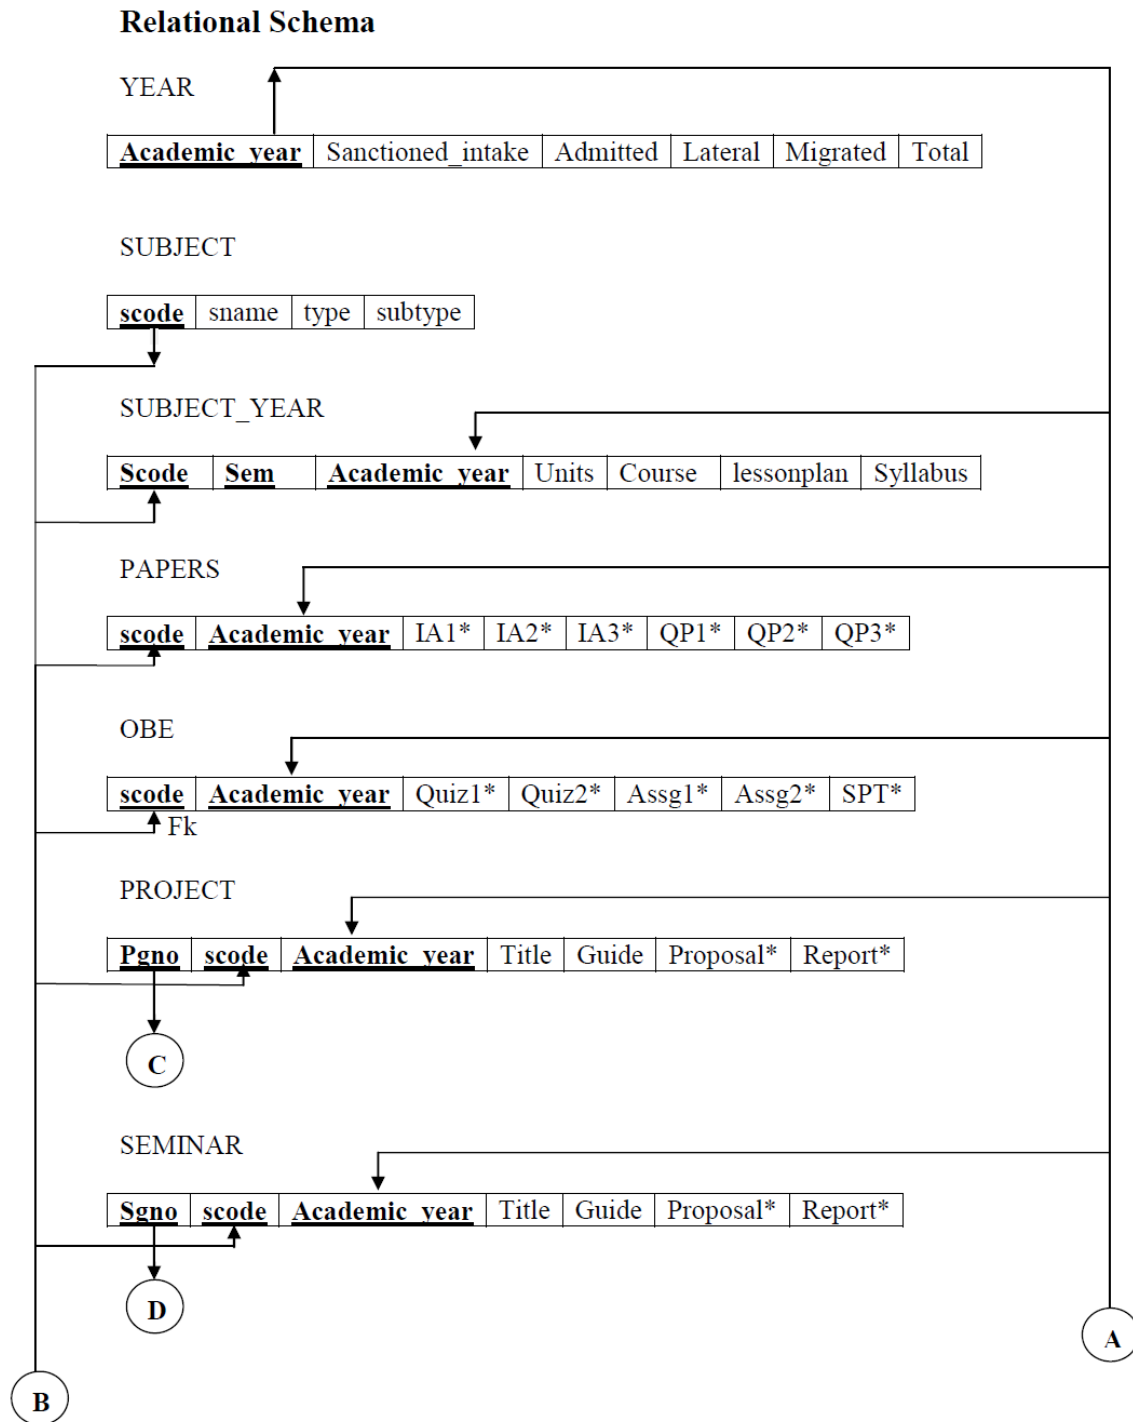 Relational Schema
YEAR
Academic_year Sanctioned_intake Admitted Lateral Migrated Total
SUBJECT
scode sname type subtype
SUBJECT_YEAR
Scode Sem Academic_year Units Course lessonplan Syllabus
PAPERS
scode Academic_year IA1* IA2* IA3* QP1* QP2* QP3*
OBE
scode Academic_year Quiz1* Quiz2* Assg1* Assg2* SPT*
Fk
PROJECT
Pgno scode Academic_year Title Guide Proposal* Report*
C
SEMINAR
Sgno scode Academic_year Title Guide Proposal* Report*
D
A
B